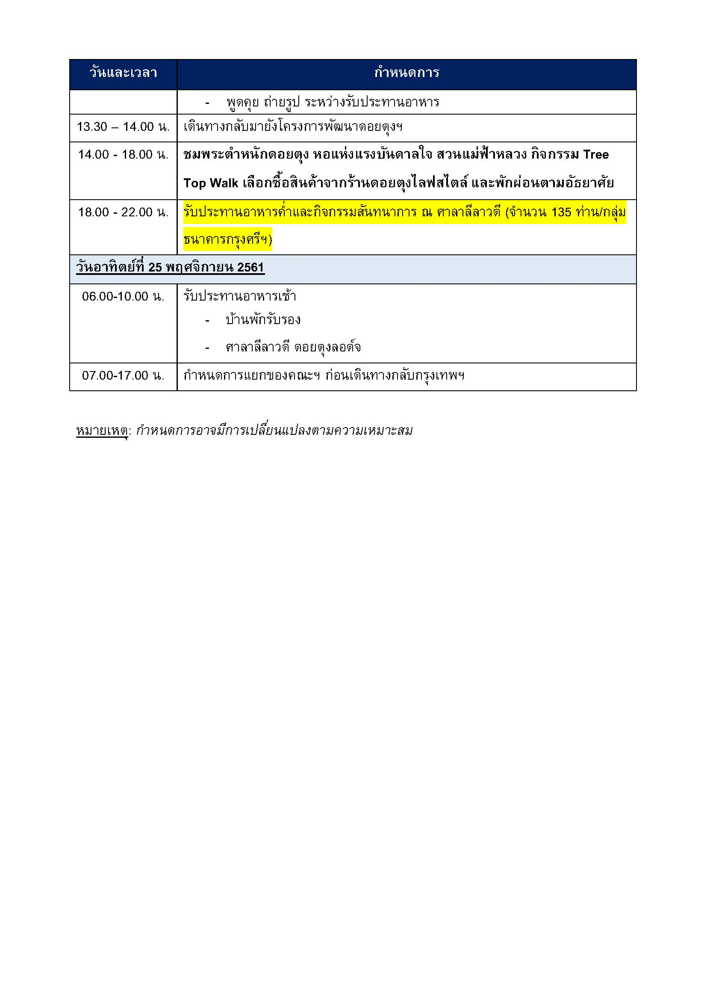 วันและเวลา กำหนดการ
- พูดคุย ถ่ายรูป ระหว่างรับประทานอาหาร
13.30 – 14.00 น. เดินทางกลับมายังโครงการพัฒนาดอยตุงฯ
14.00 - 18.00 น. ชมพระตำหนักดอยตุง หอแห่งแรงบันดาลใจ สวนแม่ฟ้าหลวง กิจกรรม Tree
Top Walk เลือกซื้อสินค้าจากร้านดอยตุงไลฟสไตล์ และพักผ่อนตามอัธยาศัย
18.00 - 22.00 น. รับประทานอาหารค่ำและกิจกรรมสันทนาการ ณ ศาลาลีลาวดี (จำนวน 135 ท่าน/กลุ่ม
ธนาคารกรุงศรีฯ)
วันอาทิตย์ที่ 25 พฤศจิกายน 2561
06.00-10.00 น. รับประทานอาหารเช้า
- บ้านพักรับรอง
- ศาลาลีลาวดี ดอยตุงลอด์จ
07.00-17.00 น. กำหนดการแยกของคณะฯ ก่อนเดินทางกลับกรุงเทพฯ
หมายเหตุ: กำหนดการอาจมีการเปลี่ยนแปลงตามความเหมาะสม